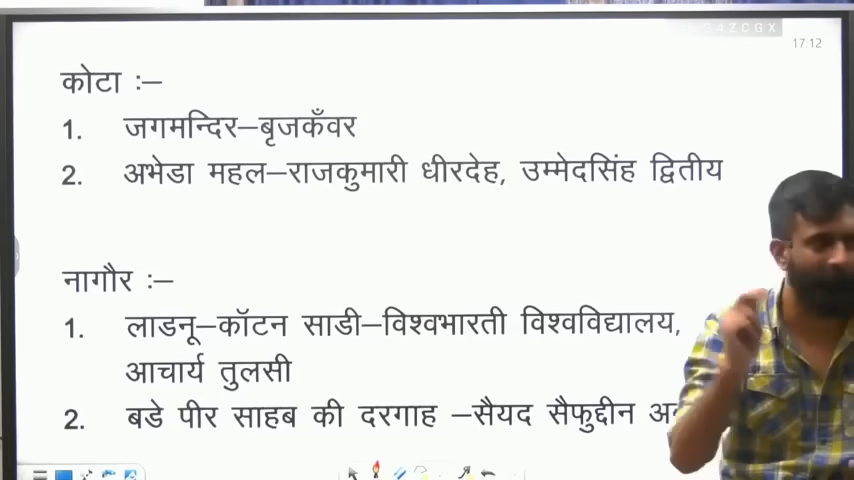 17:12
कोटा :–
1. जगमन्दिर–बृजकँवर
2. अभेडा महल–राजकुमारी धीरदेह, उम्मेदसिंह द्वितीय
नागौर :–
1. लाडनू–कॉटन साडी–विश्वभारती विश्वविद्यालय,
आचार्य तुलसी
2. बडे पीर साहब की दरगाह –सैयद सैफुद्दीन